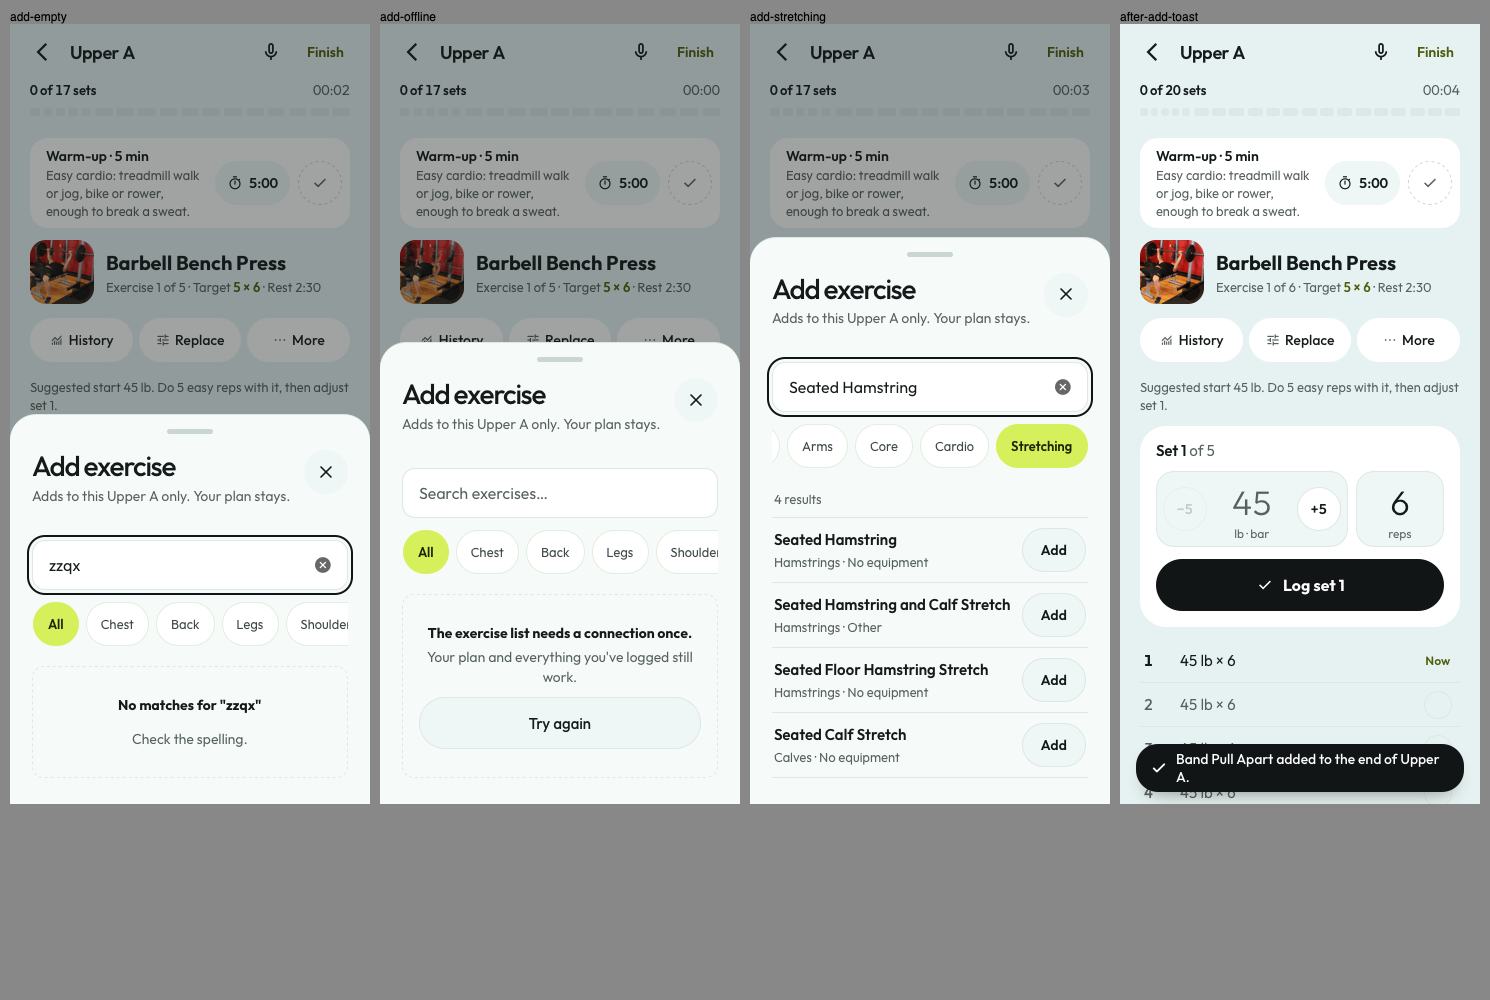 add-empty
Upper A
Finish
0 of 17 sets
00:02
Warm-up · 5 min
Easy cardio: treadmill walk
or jog, bike or rower,
enough to break a sweat.
5:00
Barbell Bench Press
Exercise 1 of 5 · Target 5 × 6 · Rest 2:30
History
Replace
More
Suggested start 45 lb. Do 5 easy reps with it, then adjust
set 1.
Add exercise
Adds to this Upper A only. Your plan stays.
zzqx
All
Chest
Back
Legs
Shoulder
No matches for "zzqx"
Check the spelling.
add-offline
Upper A
Finish
0 of 17 sets
00:00
Warm-up · 5 min
Easy cardio: treadmill walk
or jog, bike or rower,
enough to break a sweat.
5:00
Barbell Bench Press
Exercise 1 of 5 · Target 5 × 6 · Rest 2:30
History
Replace
More
Add exercise
Adds to this Upper A only. Your plan stays.
Search exercises...
All
Chest
Back
Legs
Shoulder
The exercise list needs a connection once.
Your plan and everything you've logged still
work.
Try again
add-stretching
Upper A
Finish
0 of 17 sets
00:03
Warm-up · 5 min
Easy cardio: treadmill walk
or jog, bike or rower,
enough to break a sweat.
5:00
Add exercise
Adds to this Upper A only. Your plan stays.
Seated Hamstring
Arms
Core
Cardio
Stretching
4 results
Seated Hamstring
Hamstrings · No equipment
Add
Seated Hamstring and Calf Stretch
Hamstrings · Other
Add
Seated Floor Hamstring Stretch
Hamstrings · No equipment
Add
Seated Calf Stretch
Calves · No equipment
Add
after-add-toast
Upper A
Finish
0 of 20 sets
00:04
Warm-up · 5 min
Easy cardio: treadmill walk
or jog, bike or rower,
enough to break a sweat.
5:00
Barbell Bench Press
Exercise 1 of 6 · Target 5 × 6 · Rest 2:30
History
Replace
More
Suggested start 45 lb. Do 5 easy reps with it, then adjust
set 1.
Set 1 of 5
−5
45
lb · bar
+5
6
reps
Log set 1
1
45 lb × 6
Now
2
45 lb × 6
Band Pull Apart added to the end of Upper
A.
4
45 lb × 6